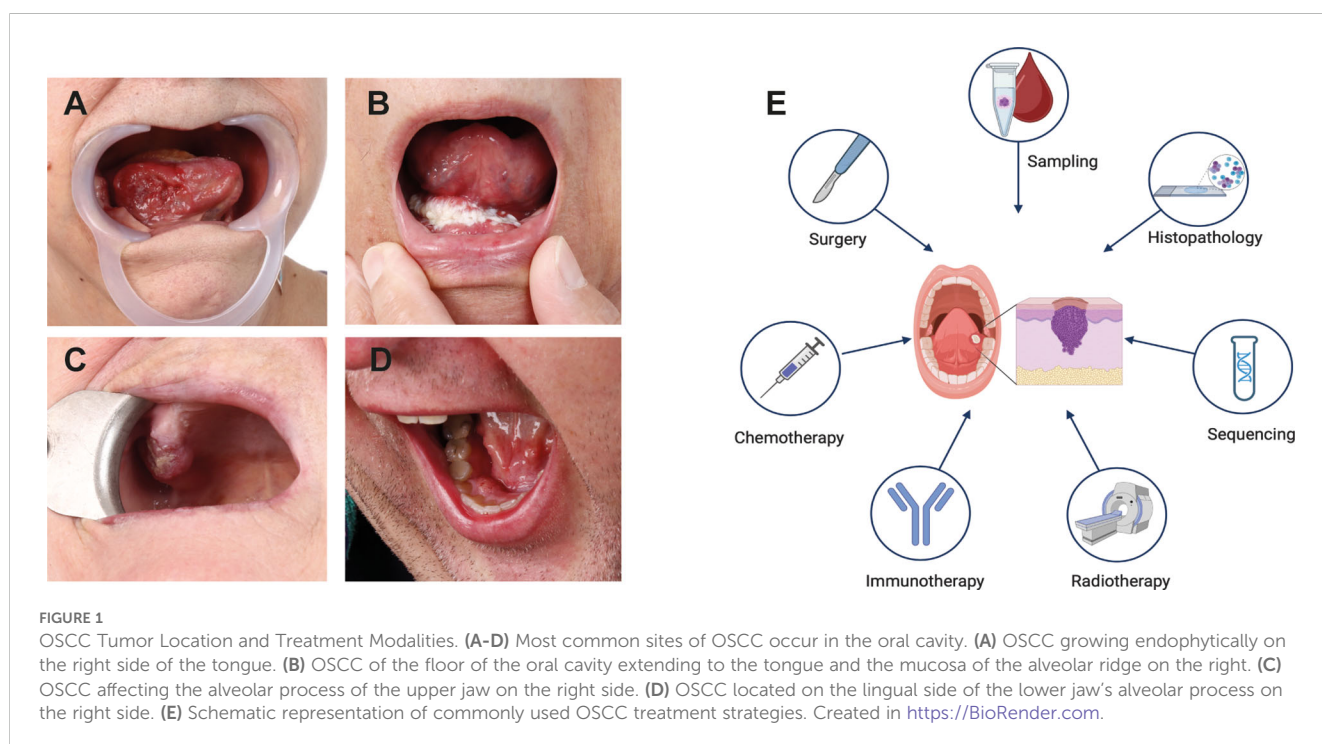 A
B
C
D
E
Sampling
Surgery
Histopathology
Chemotherapy
Sequencing
Immunotherapy
Radiotherapy
FIGURE 1
OSCC Tumor Location and Treatment Modalities. (A-D) Most common sites of OSCC occur in the oral cavity. (A) OSCC growing endophytically on
the right side of the tongue. (B) OSCC of the floor of the oral cavity extending to the tongue and the mucosa of the alveolar ridge on the right. (C)
OSCC affecting the alveolar process of the upper jaw on the right side. (D) OSCC located on the lingual side of the lower jaw’s alveolar process on
the right side. (E) Schematic representation of commonly used OSCC treatment strategies. Created in https://BioRender.com.